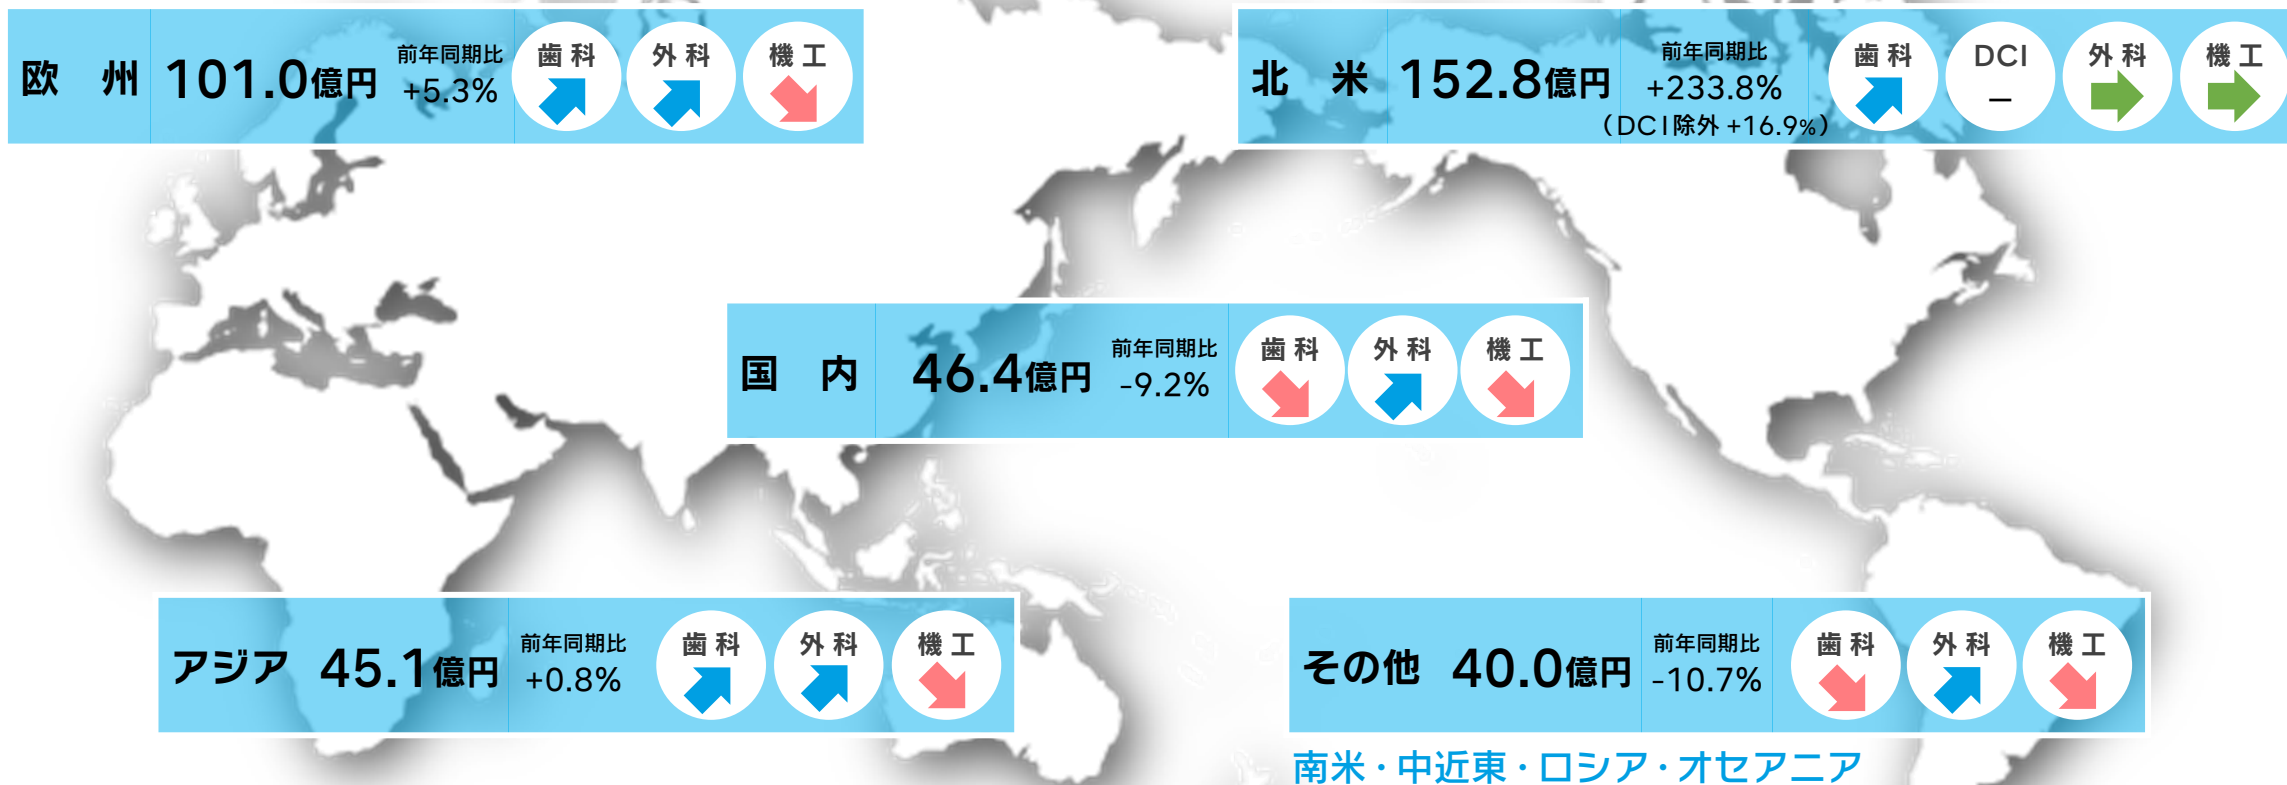 欧 州 101.0億円 前年同期比 +5.3% 歯科 外科 機工
北 米 152.8億円 前年同期比 +233.8% (DCI除外 +16.9%) 歯科 DCI – 外科 機工
国 内 46.4億円 前年同期比 -9.2% 歯科 外科 機工
アジア 45.1億円 前年同期比 +0.8% 歯科 外科 機工
その他 40.0億円 前年同期比 -10.7% 歯科 外科 機工
南米・中近東・ロシア・オセアニア